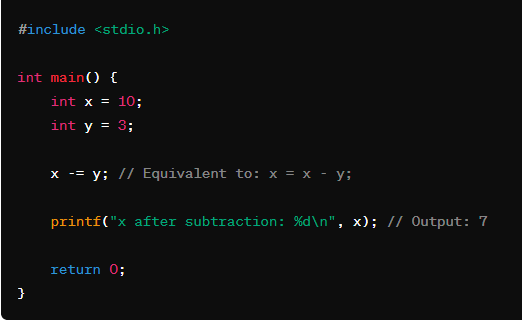 #include <stdio.h>
int main() {
    int x = 10;
    int y = 3;
    x -= y; // Equivalent to: x = x - y;
    printf("x after subtraction: %d\n", x); // Output: 7
    return 0;
}